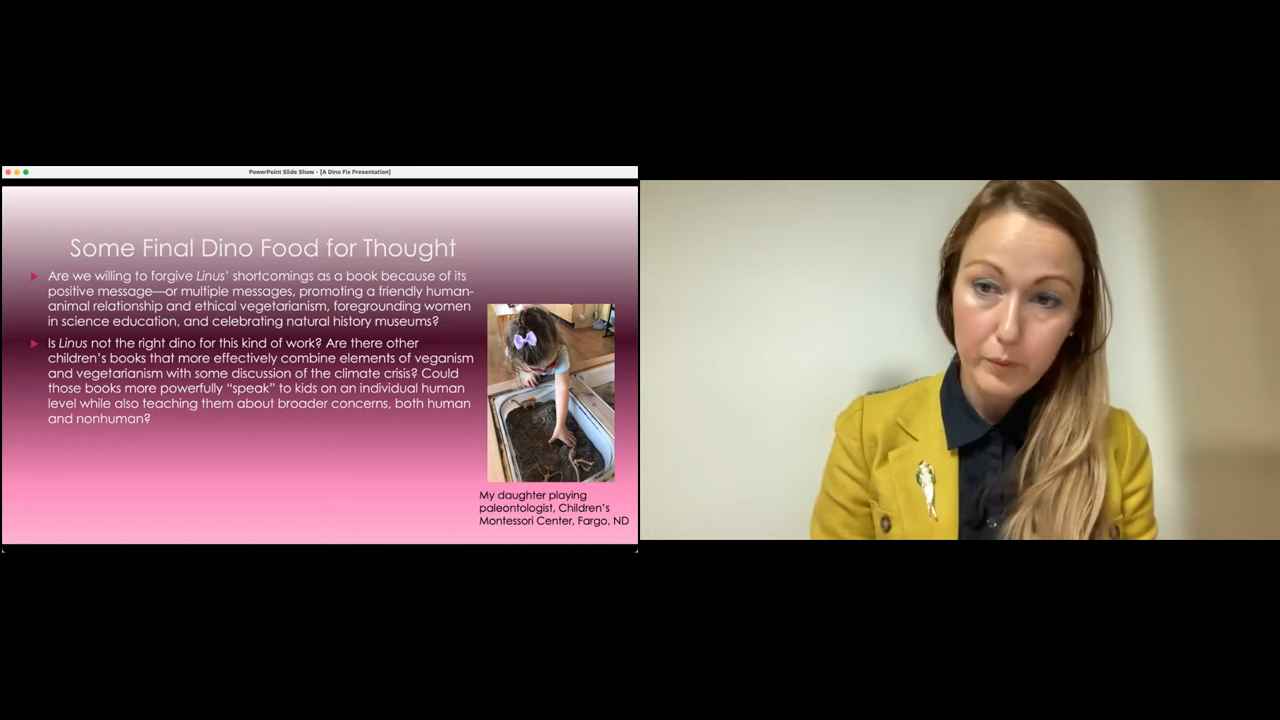 PowerPoint Slide Show - [A Dino Fix Presentation]
Some Final Dino Food for Thought
Are we willing to forgive Linus' shortcomings as a book because of its
positive message—or multiple messages, promoting a friendly human-
animal relationship and ethical vegetarianism, foregrounding women
in science education, and celebrating natural history museums?
Is Linus not the right dino for this kind of work? Are there other
children's books that more effectively combine elements of veganism
and vegetarianism with some discussion of the climate crisis? Could
those books more powerfully “speak” to kids on an individual human
level while also teaching them about broader concerns, both human
and nonhuman?
My daughter playing
paleontologist, Children's
Montessori Center, Fargo, ND